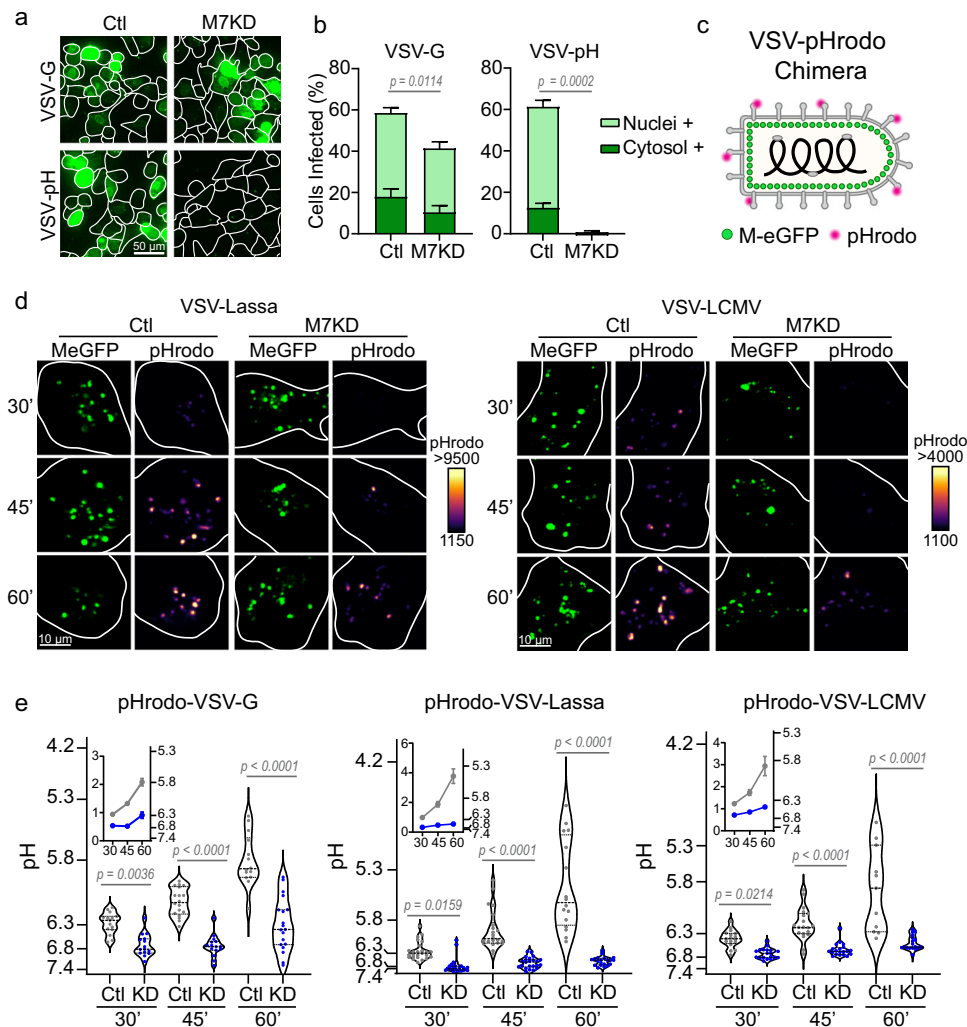 a
Ctl M7KD
VSV-G
VSV-pH
50 µm
b
VSV-G VSV-pH
Cells Infected (%)
p = 0.0114 p = 0.0002
80 80
60 60
40 40
20 20
0 0
Ctl M7KD Ctl M7KD
Nuclei +
Cytosol +
c
VSV-pHrodo
Chimera
M-eGFP pHrodo
d
VSV-Lassa
Ctl M7KD
MeGFP pHrodo MeGFP pHrodo
30'
45'
60'
10 µm
pHrodo
>9500
1150
VSV-LCMV
Ctl M7KD
MeGFP pHrodo MeGFP pHrodo
30'
45'
60'
10 µm
pHrodo
>4000
1100
e
pHrodo-VSV-G
pH
4.2
5.3
5.8
6.3
6.8
7.4
3
2
1
0
30 45 60
5.3
5.8
6.3
6.8
7.4
p = 0.0036
p < 0.0001
p < 0.0001
Ctl KD Ctl KD Ctl KD
30' 45' 60'
pHrodo-VSV-Lassa
pH
4.2
5.3
5.8
6.3
6.8
7.4
6
4
2
0
30 45 60
5.3
5.8
6.3
6.8
7.4
p = 0.0159
p < 0.0001
p < 0.0001
Ctl KD Ctl KD Ctl KD
30' 45' 60'
pHrodo-VSV-LCMV
pH
4.2
5.3
5.8
6.3
6.8
7.4
4
3
2
1
0
30 45 60
5.3
5.8
6.3
6.8
7.4
p = 0.0214
p < 0.0001
p < 0.0001
Ctl KD Ctl KD Ctl KD
30' 45' 60'